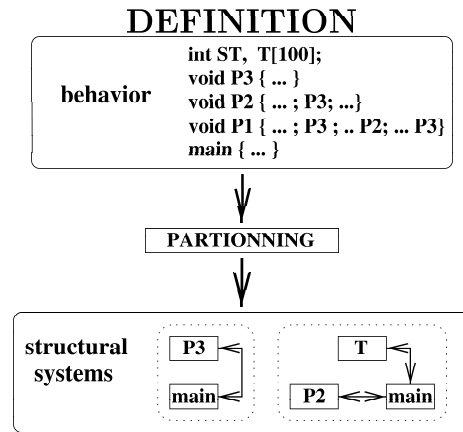 DEFINITION
int ST, T[100];
void P3 { ... }
behavior
void P2 { ... ; P3; ...}
void P1 { ... ; P3 ; .. P2; ... P3}
main { ... }
PARTIONNING
structural
systems
P3
main
T
P2
main